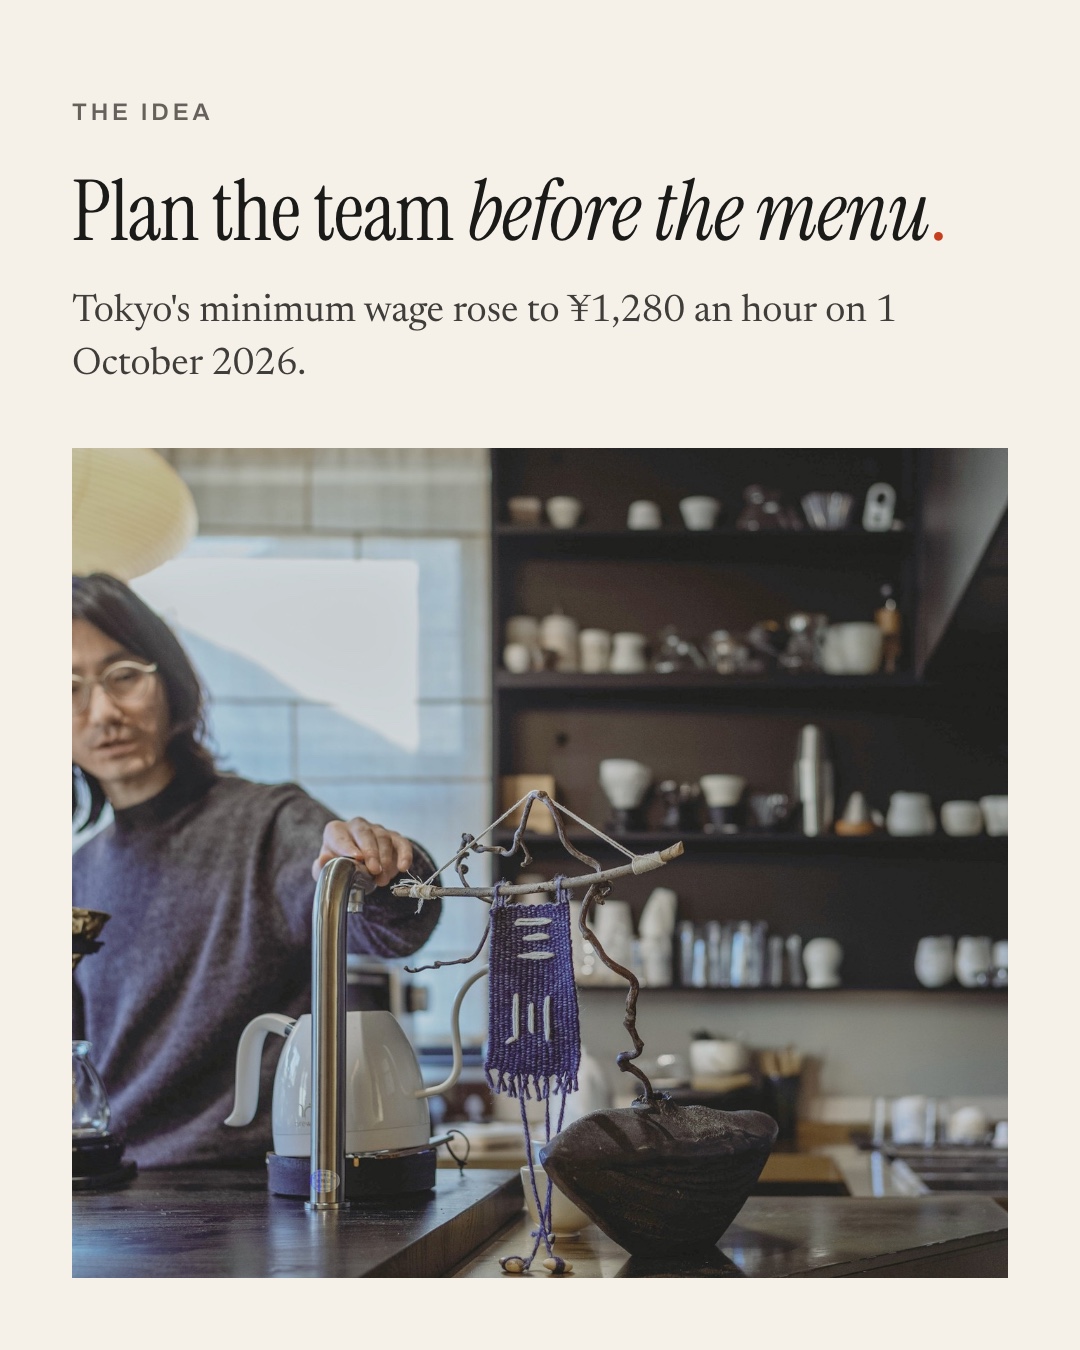 THE IDEA
Plan the team before the menu.
Tokyo's minimum wage rose to ¥1,280 an hour on 1
October 2026.